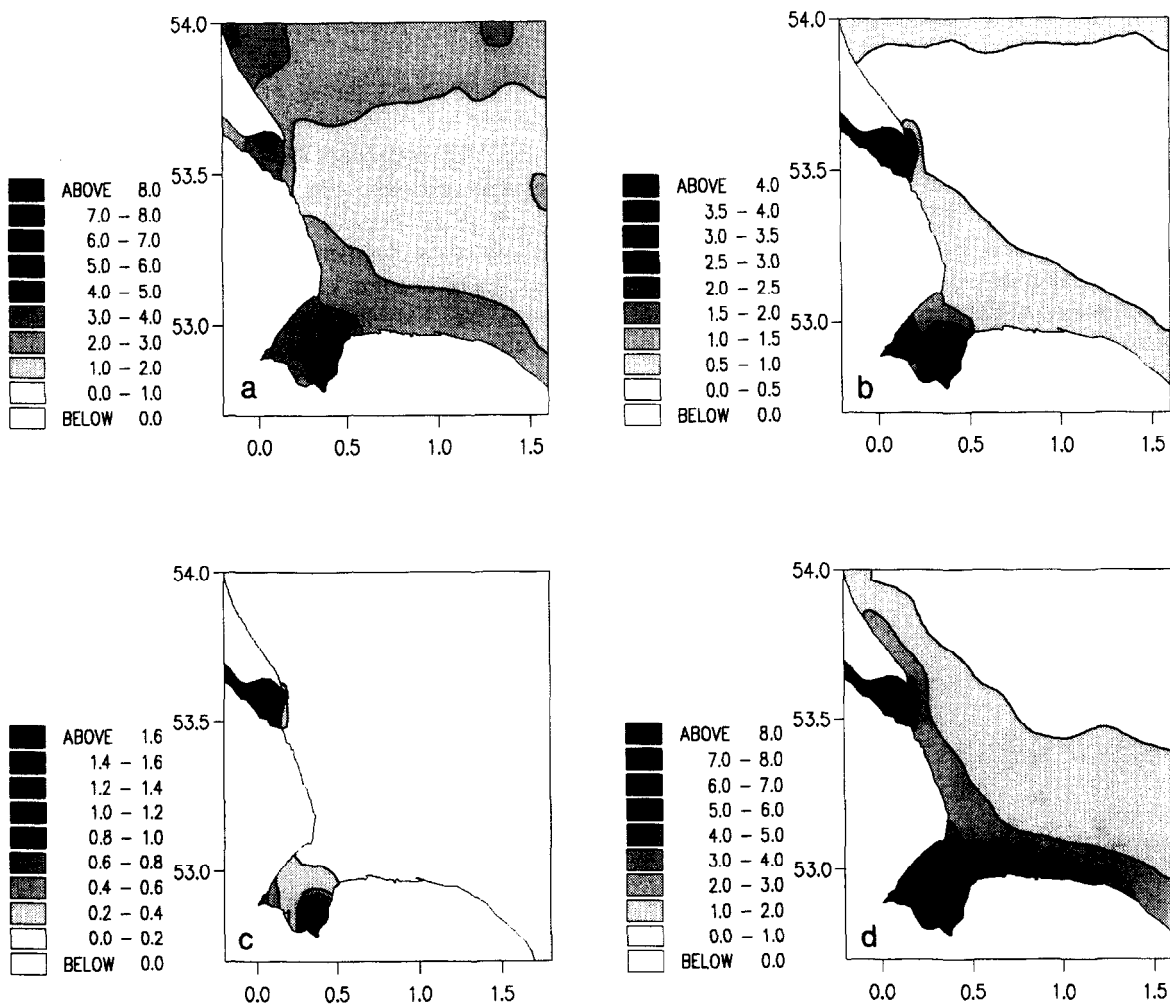 54.0
53.5
53.0
a
0.0 0.5 1.0 1.5
ABOVE 8.0
7.0 – 8.0
6.0 – 7.0
5.0 – 6.0
4.0 – 5.0
3.0 – 4.0
2.0 – 3.0
1.0 – 2.0
0.0 – 1.0
BELOW 0.0
54.0
53.5
53.0
b
0.0 0.5 1.0 1.5
ABOVE 4.0
3.5 – 4.0
3.0 – 3.5
2.5 – 3.0
2.0 – 2.5
1.5 – 2.0
1.0 – 1.5
0.5 – 1.0
0.0 – 0.5
BELOW 0.0
54.0
53.5
53.0
c
0.0 0.5 1.0 1.5
ABOVE 1.6
1.4 – 1.6
1.2 – 1.4
1.0 – 1.2
0.8 – 1.0
0.6 – 0.8
0.4 – 0.6
0.2 – 0.4
0.0 – 0.2
BELOW 0.0
54.0
53.5
53.0
d
0.0 0.5 1.0 1.5
ABOVE 8.0
7.0 – 8.0
6.0 – 7.0
5.0 – 6.0
4.0 – 5.0
3.0 – 4.0
2.0 – 3.0
1.0 – 2.0
0.0 – 1.0
BELOW 0.0